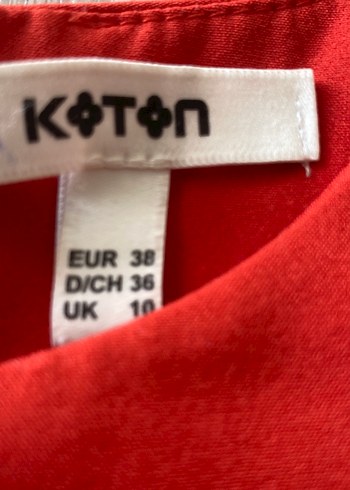 KOTON
EUR 38
D/CH 36
UK 10